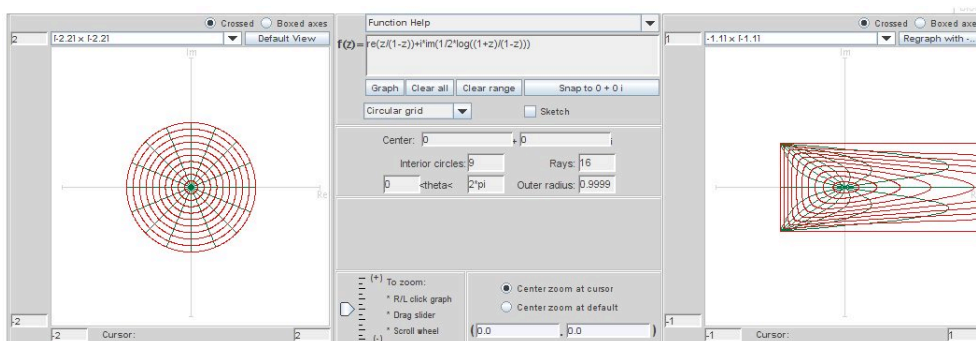 Crossed Boxed axes
2 [-2.2] x [-2.2] Default View
Im
Re
-2
-2 Cursor: 2
Function Help
f(z)= re(z/(1-z))+i*im(1/2*log((1+z)/(1-z)))
Graph Clear all Clear range Snap to 0 + 0 i
Circular grid Sketch
Center: 0 + 0 i
Interior circles: 9 Rays: 16
0 <theta< 2*pi Outer radius: 0.9999
(+) To zoom:
* R/L click graph
* Drag slider
* Scroll wheel
(-)
Center zoom at cursor
Center zoom at default
( 0.0 , 0.0 )
Crossed Boxed axes
1 -1.1] x [-1.1] Regraph with -...
Im
-1
-1 Cursor: 1